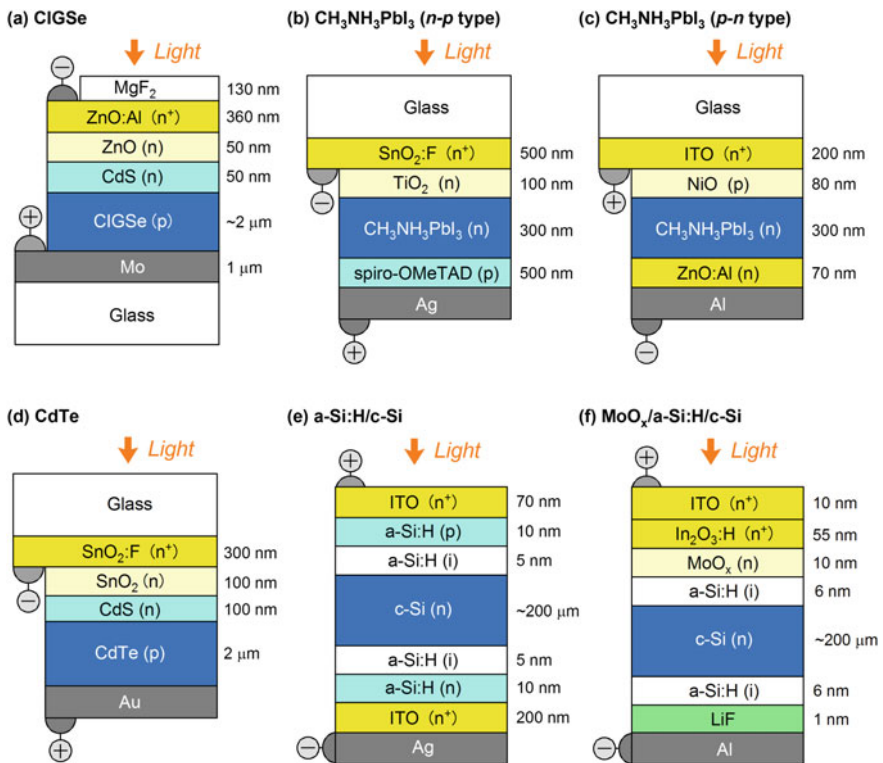 (a) CIGSe
Light
−
MgF₂ 130 nm
ZnO:Al (n⁺) 360 nm
ZnO (n) 50 nm
CdS (n) 50 nm
+
CIGSe (p) ~2 μm
Mo 1 μm
Glass
(b) CH₃NH₃PbI₃ (n-p type)
Light
Glass
SnO₂:F (n⁺) 500 nm
TiO₂ (n) 100 nm
−
CH₃NH₃PbI₃ (n) 300 nm
spiro-OMeTAD (p) 500 nm
Ag
+
(c) CH₃NH₃PbI₃ (p-n type)
Light
Glass
ITO (n⁺) 200 nm
NiO (p) 80 nm
+
CH₃NH₃PbI₃ (n) 300 nm
ZnO:Al (n) 70 nm
Al
−
(d) CdTe
Light
Glass
SnO₂:F (n⁺) 300 nm
SnO₂ (n) 100 nm
−
CdS (n) 100 nm
CdTe (p) 2 μm
Au
+
(e) a-Si:H/c-Si
Light
+
ITO (n⁺) 70 nm
a-Si:H (p) 10 nm
a-Si:H (i) 5 nm
c-Si (n) ~200 μm
a-Si:H (i) 5 nm
a-Si:H (n) 10 nm
ITO (n⁺) 200 nm
− Ag
(f) MoOₓ/a-Si:H/c-Si
Light
+
ITO (n⁺) 10 nm
In₂O₃:H (n⁺) 55 nm
MoOₓ (n) 10 nm
a-Si:H (i) 6 nm
c-Si (n) ~200 μm
a-Si:H (i) 6 nm
LiF 1 nm
− Al